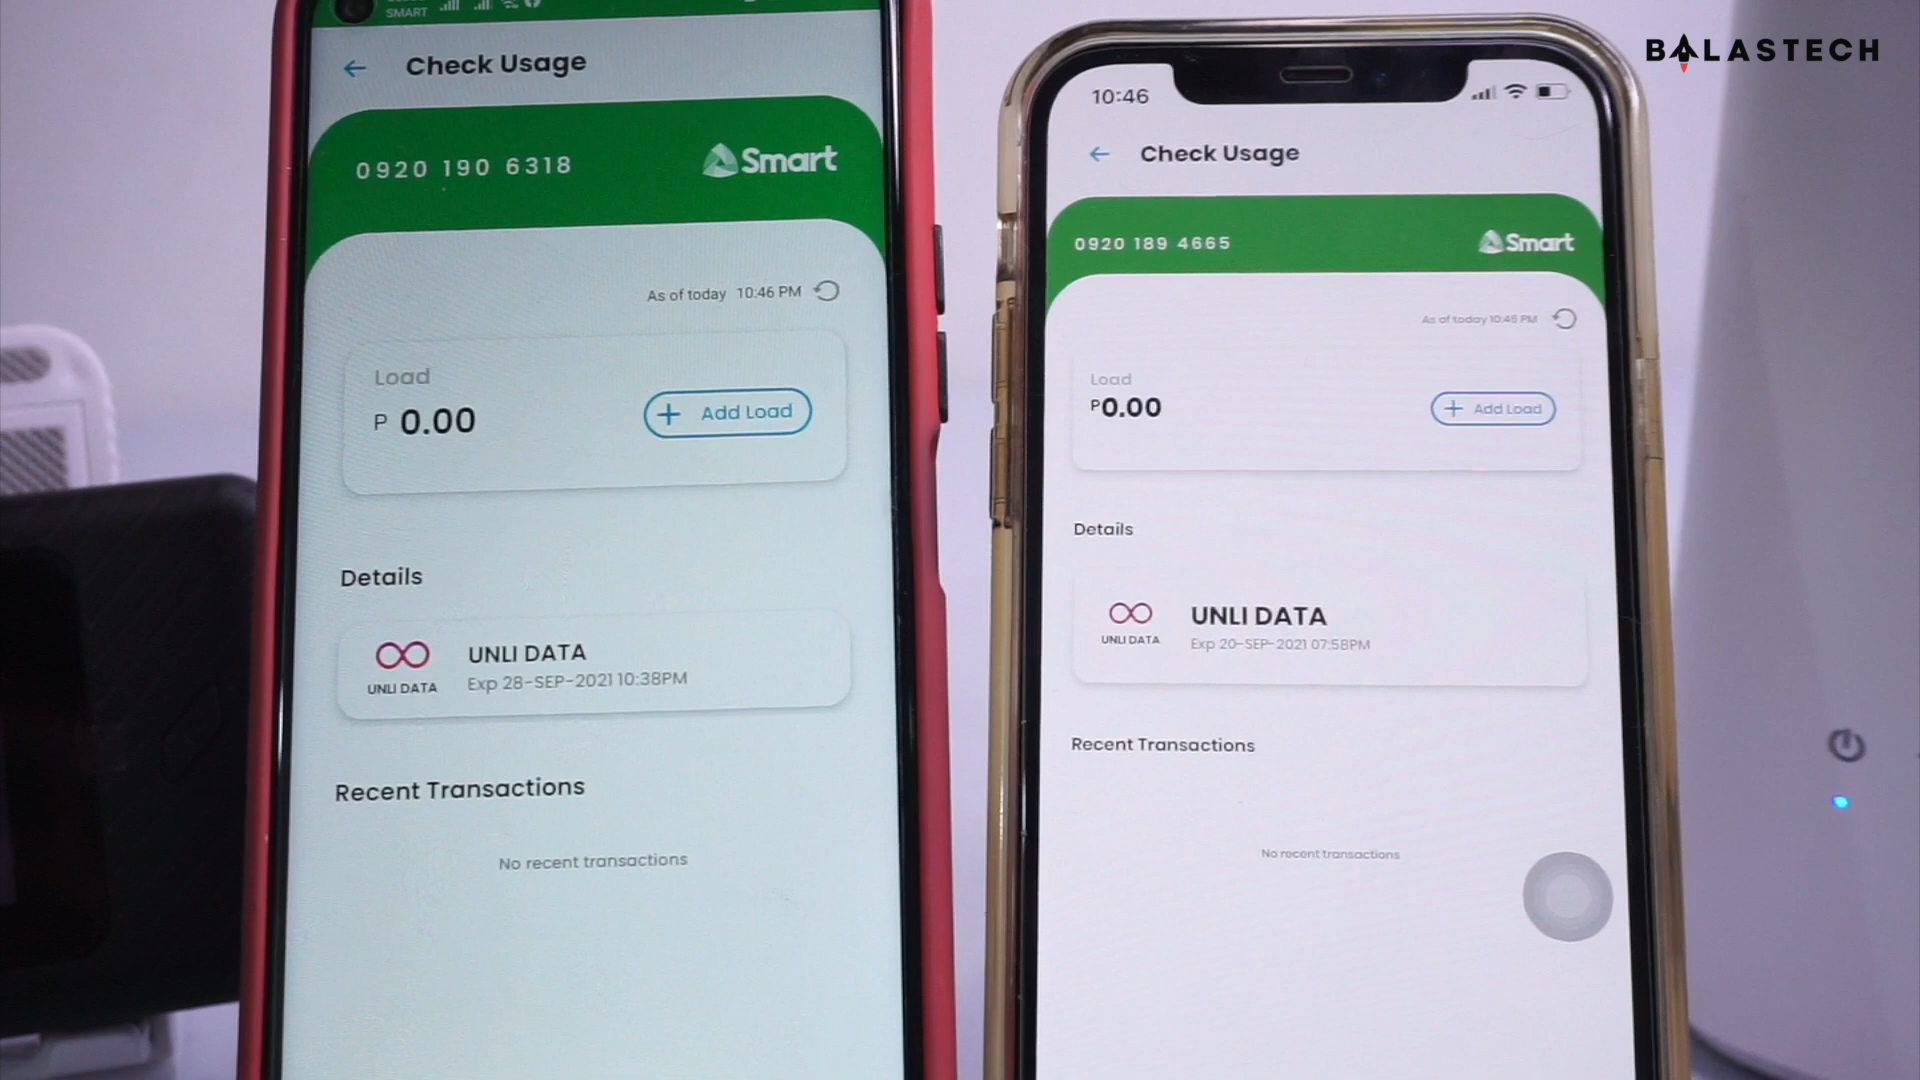 BALASTECH
SMART
Check Usage
0920 190 6318
Smart
As of today 10:46 PM
Load
P 0.00
+ Add Load
Details
UNLI DATA
UNLI DATA
Exp 28-SEP-2021 10:38PM
Recent Transactions
No recent transactions
10:46
Check Usage
0920 189 4665
Smart
As of today 10:46 PM
Load
P0.00
+ Add Load
Details
UNLI DATA
UNLI DATA
Exp 20-SEP-2021 07:58PM
Recent Transactions
No recent transactions